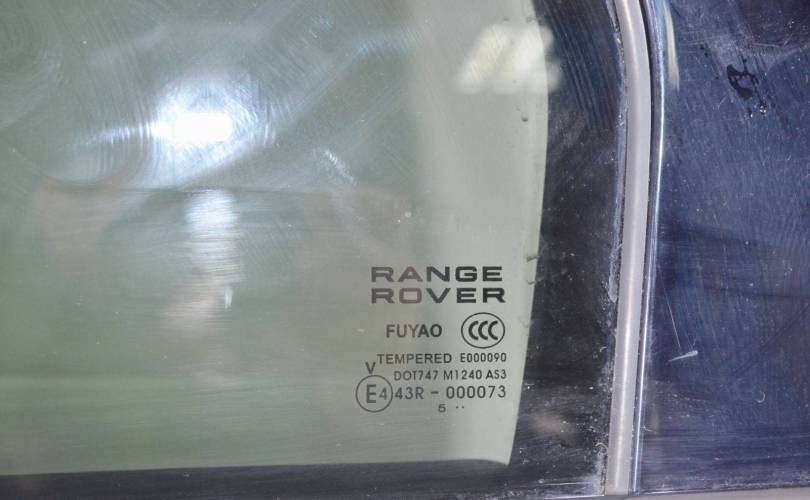 RANGE
ROVER
FUYAO CCC
TEMPERED E000090
V
DOT747 M1240 AS3
E4 43R - 000073
5 ··